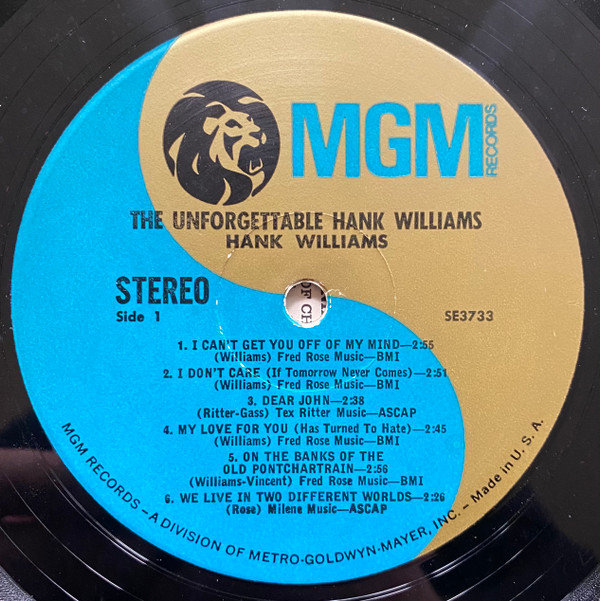 MGM
RECORDS
THE UNFORGETTABLE HANK WILLIAMS
HANK WILLIAMS
STEREO
Side 1
SE3733
OF CH
1. I CAN'T GET YOU OFF OF MY MIND—2:55
(Williams) Fred Rose Music—BMI
2. I DON'T CARE (If Tomorrow Never Comes)—2:51
(Williams) Fred Rose Music—BMI
3. DEAR JOHN—2:38
(Ritter-Gass) Tex Ritter Music—ASCAP
4. MY LOVE FOR YOU (Has Turned To Hate)—2:45
(Williams) Fred Rose Music—BMI
5. ON THE BANKS OF THE
OLD PONTCHARTRAIN—2:56
(Williams-Vincent) Fred Rose Music—BMI
6. WE LIVE IN TWO DIFFERENT WORLDS—2:26
(Rose) Milene Music—ASCAP
MGM RECORDS—A DIVISION OF METRO-GOLDWYN-MAYER, INC. – Made in U. S. A.